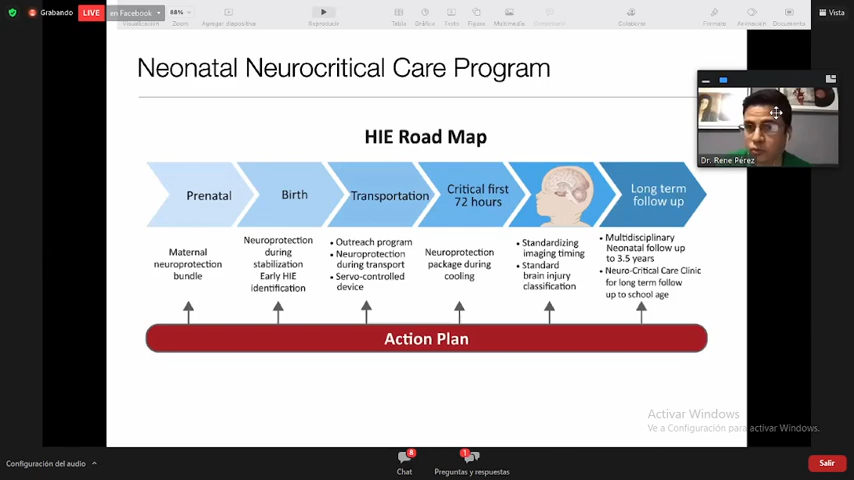 Grabando
LIVE
en Facebook
88%
Visualización
Zoom
Agregar diapositiva
Reproducir
Tabla
Gráfica
Texto
Figura
Multimedia
Comentario
Colaborar
Formato
Animación
Documento
Vista
Neonatal Neurocritical Care Program
HIE Road Map
Prenatal
Birth
Transportation
Critical first
72 hours
Long term
follow up
Maternal
neuroprotection
bundle
Neuroprotection
during
stabilization
Early HIE
identification
• Outreach program
• Neuroprotection
during transport
• Servo-controlled
device
Neuroprotection
package during
cooling
• Standardizing
imaging timing
• Standard
brain injury
classification
• Multidisciplinary
Neonatal follow up
to 3.5 years
• Neuro-Critical Care Clinic
for long term follow
up to school age
Action Plan
Dr. Rene Pérez
Activar Windows
Ve a Configuración para activar Windows.
Configuración del audio
8
Chat
1
Preguntas y respuestas
Salir